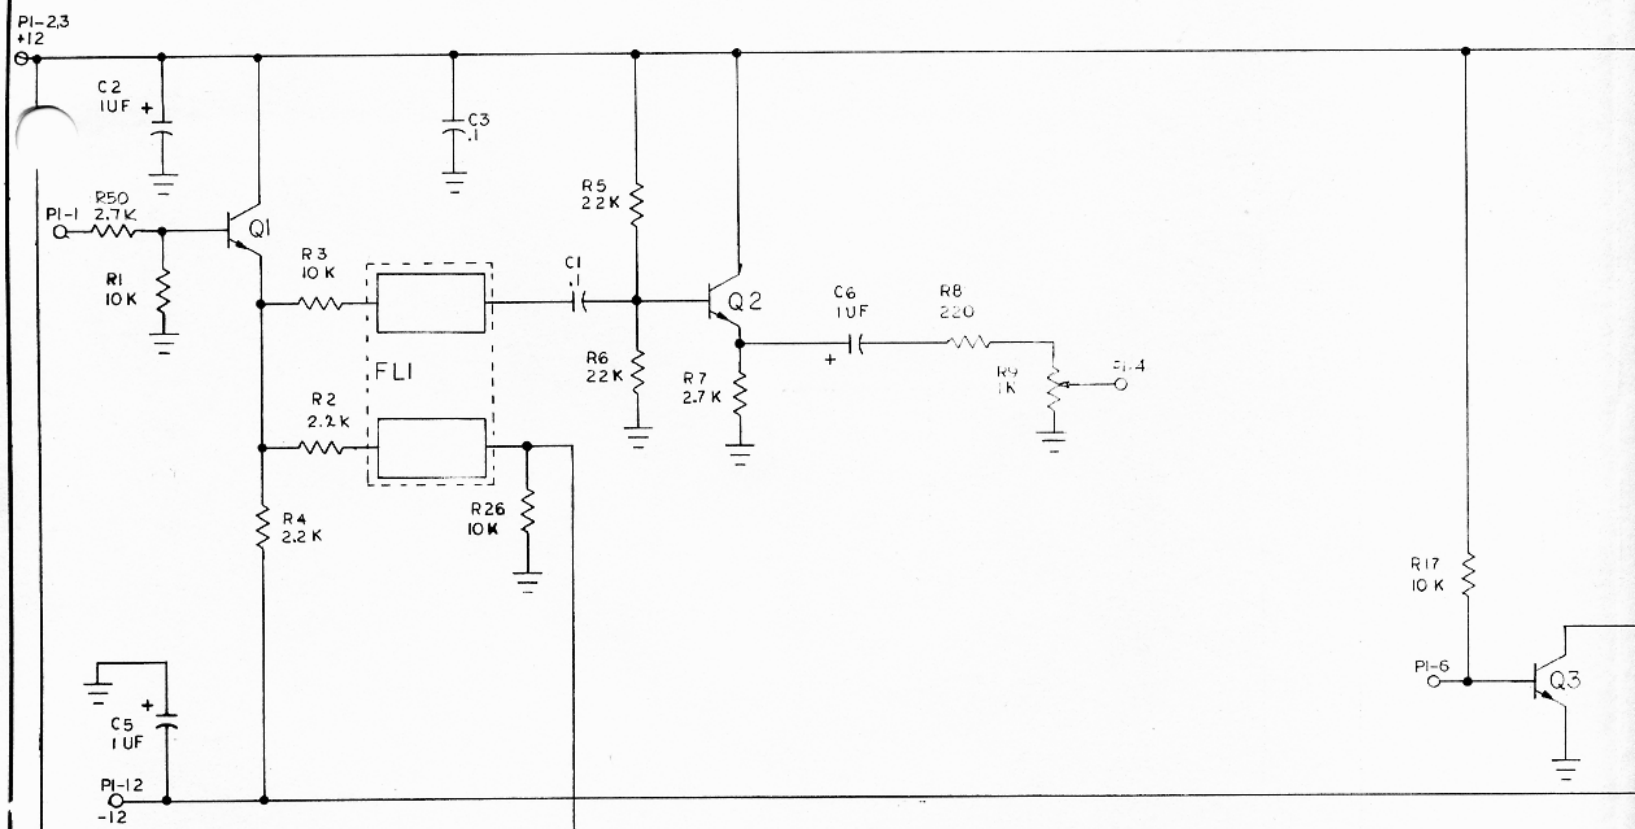 P1-2,3
+12
C2
1UF +
C3
.1
R50
2.7K
P1-1
Q1
R1
10K
R3
10K
C1
.1
R5
22K
Q2
C6
1UF
+
R8
220
R9
1K
P1-4
R6
22K
R7
2.7K
FL1
R2
2.2K
R4
2.2K
R26
10K
R17
10K
P1-6
Q3
+
C5
1UF
P1-12
-12